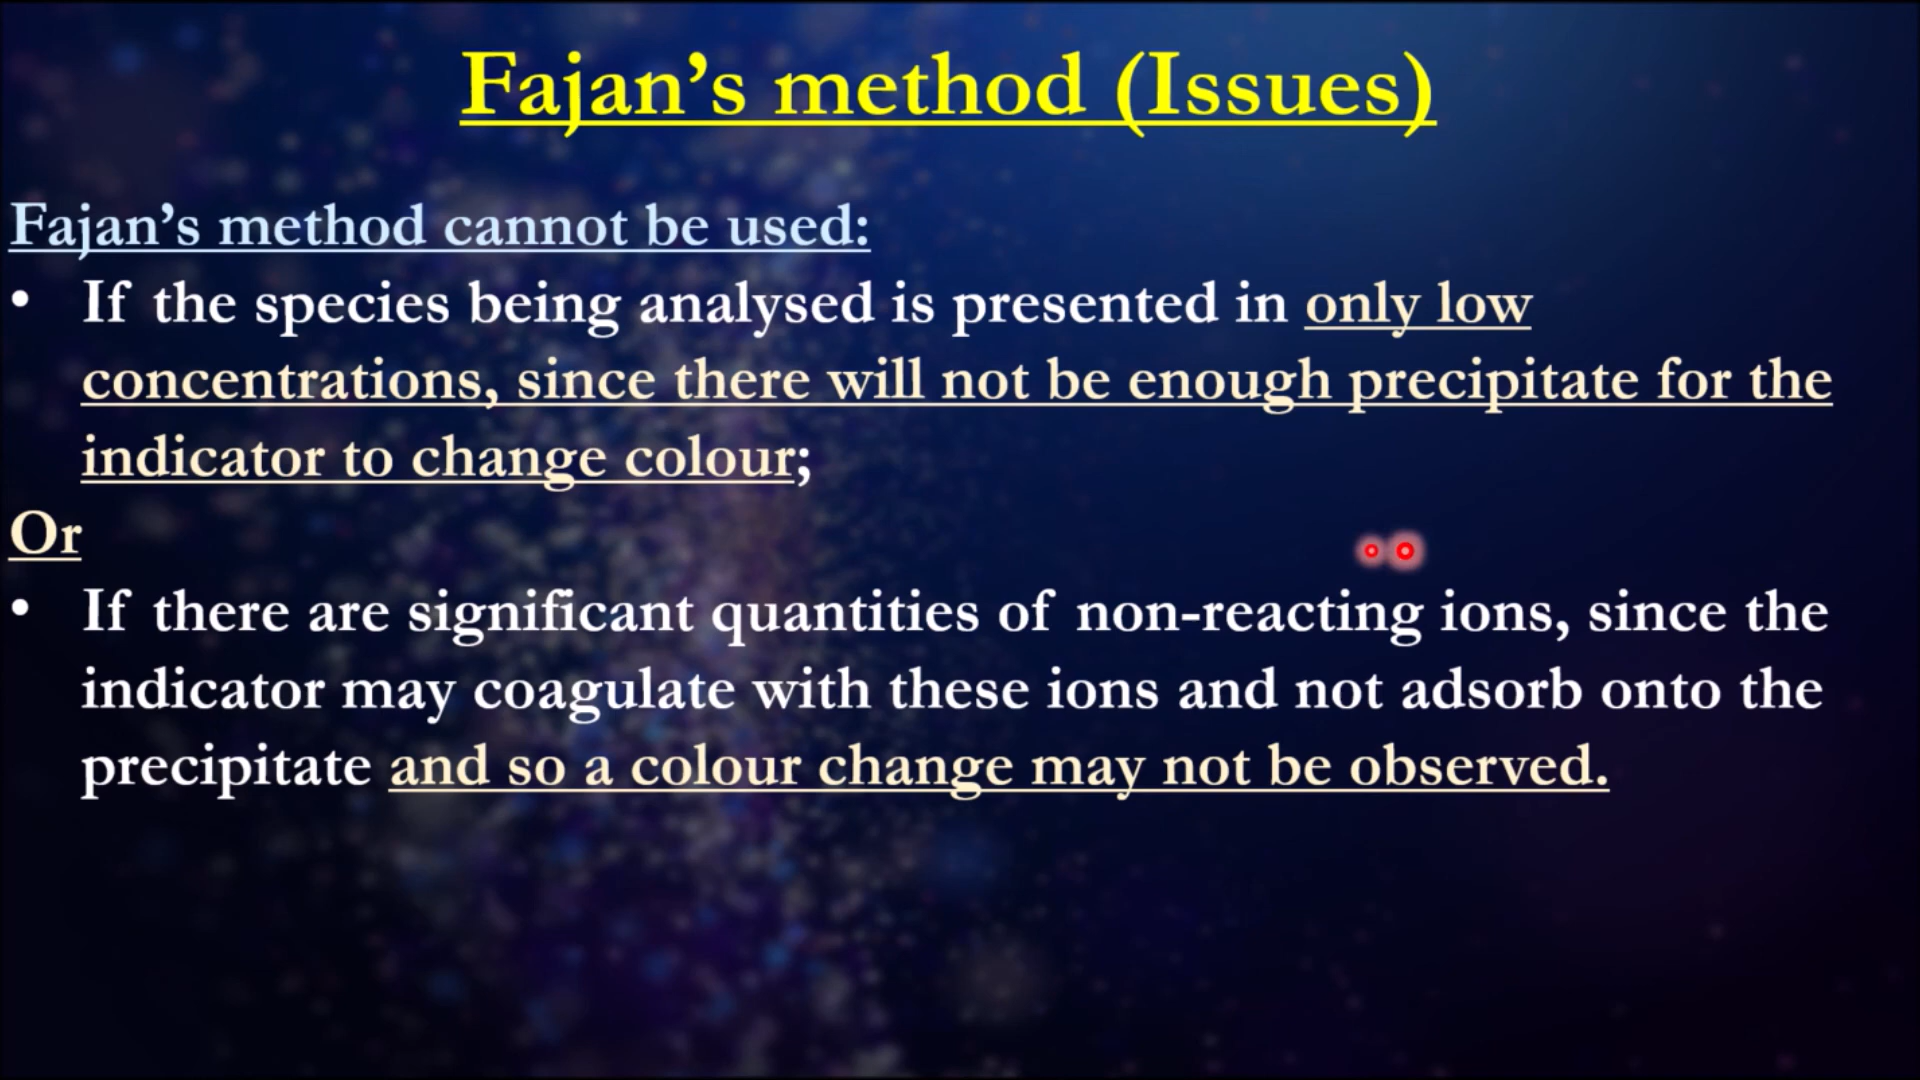 Fajan’s method (Issues)
Fajan’s method cannot be used:
• If the species being analysed is presented in only low
concentrations, since there will not be enough precipitate for the
indicator to change colour;
Or
• If there are significant quantities of non-reacting ions, since the
indicator may coagulate with these ions and not adsorb onto the
precipitate and so a colour change may not be observed.